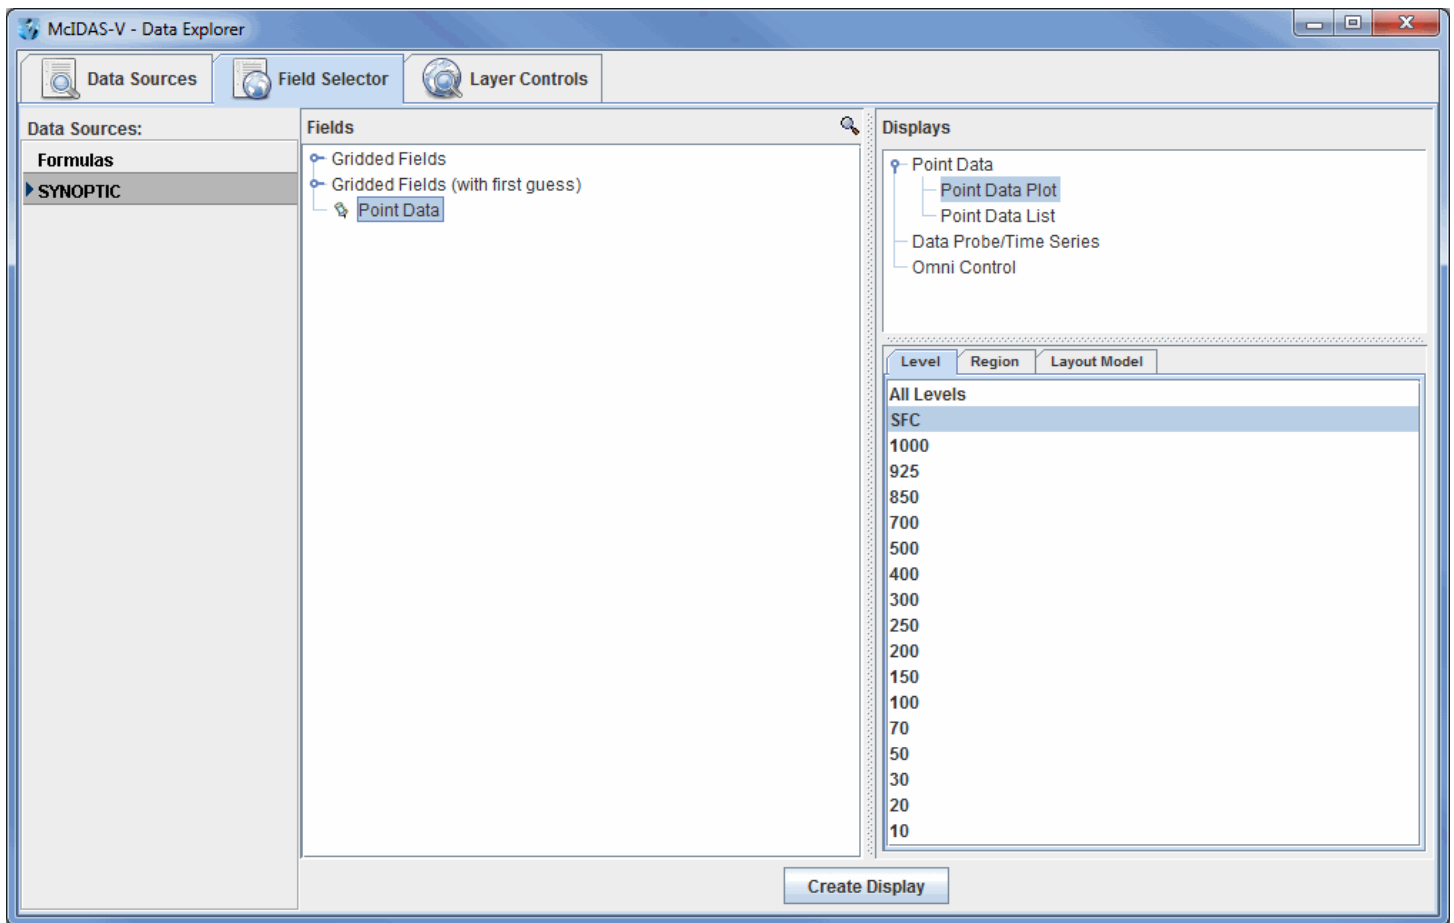 McIDAS-V - Data Explorer
Data Sources
Field Selector
Layer Controls
Data Sources:
Formulas
SYNOPTIC
Fields
Gridded Fields
Gridded Fields (with first guess)
Point Data
Displays
Point Data
Point Data Plot
Point Data List
Data Probe/Time Series
Omni Control
Level Region Layout Model
All Levels
SFC
1000
925
850
700
500
400
300
250
200
150
100
70
50
30
20
10
Create Display